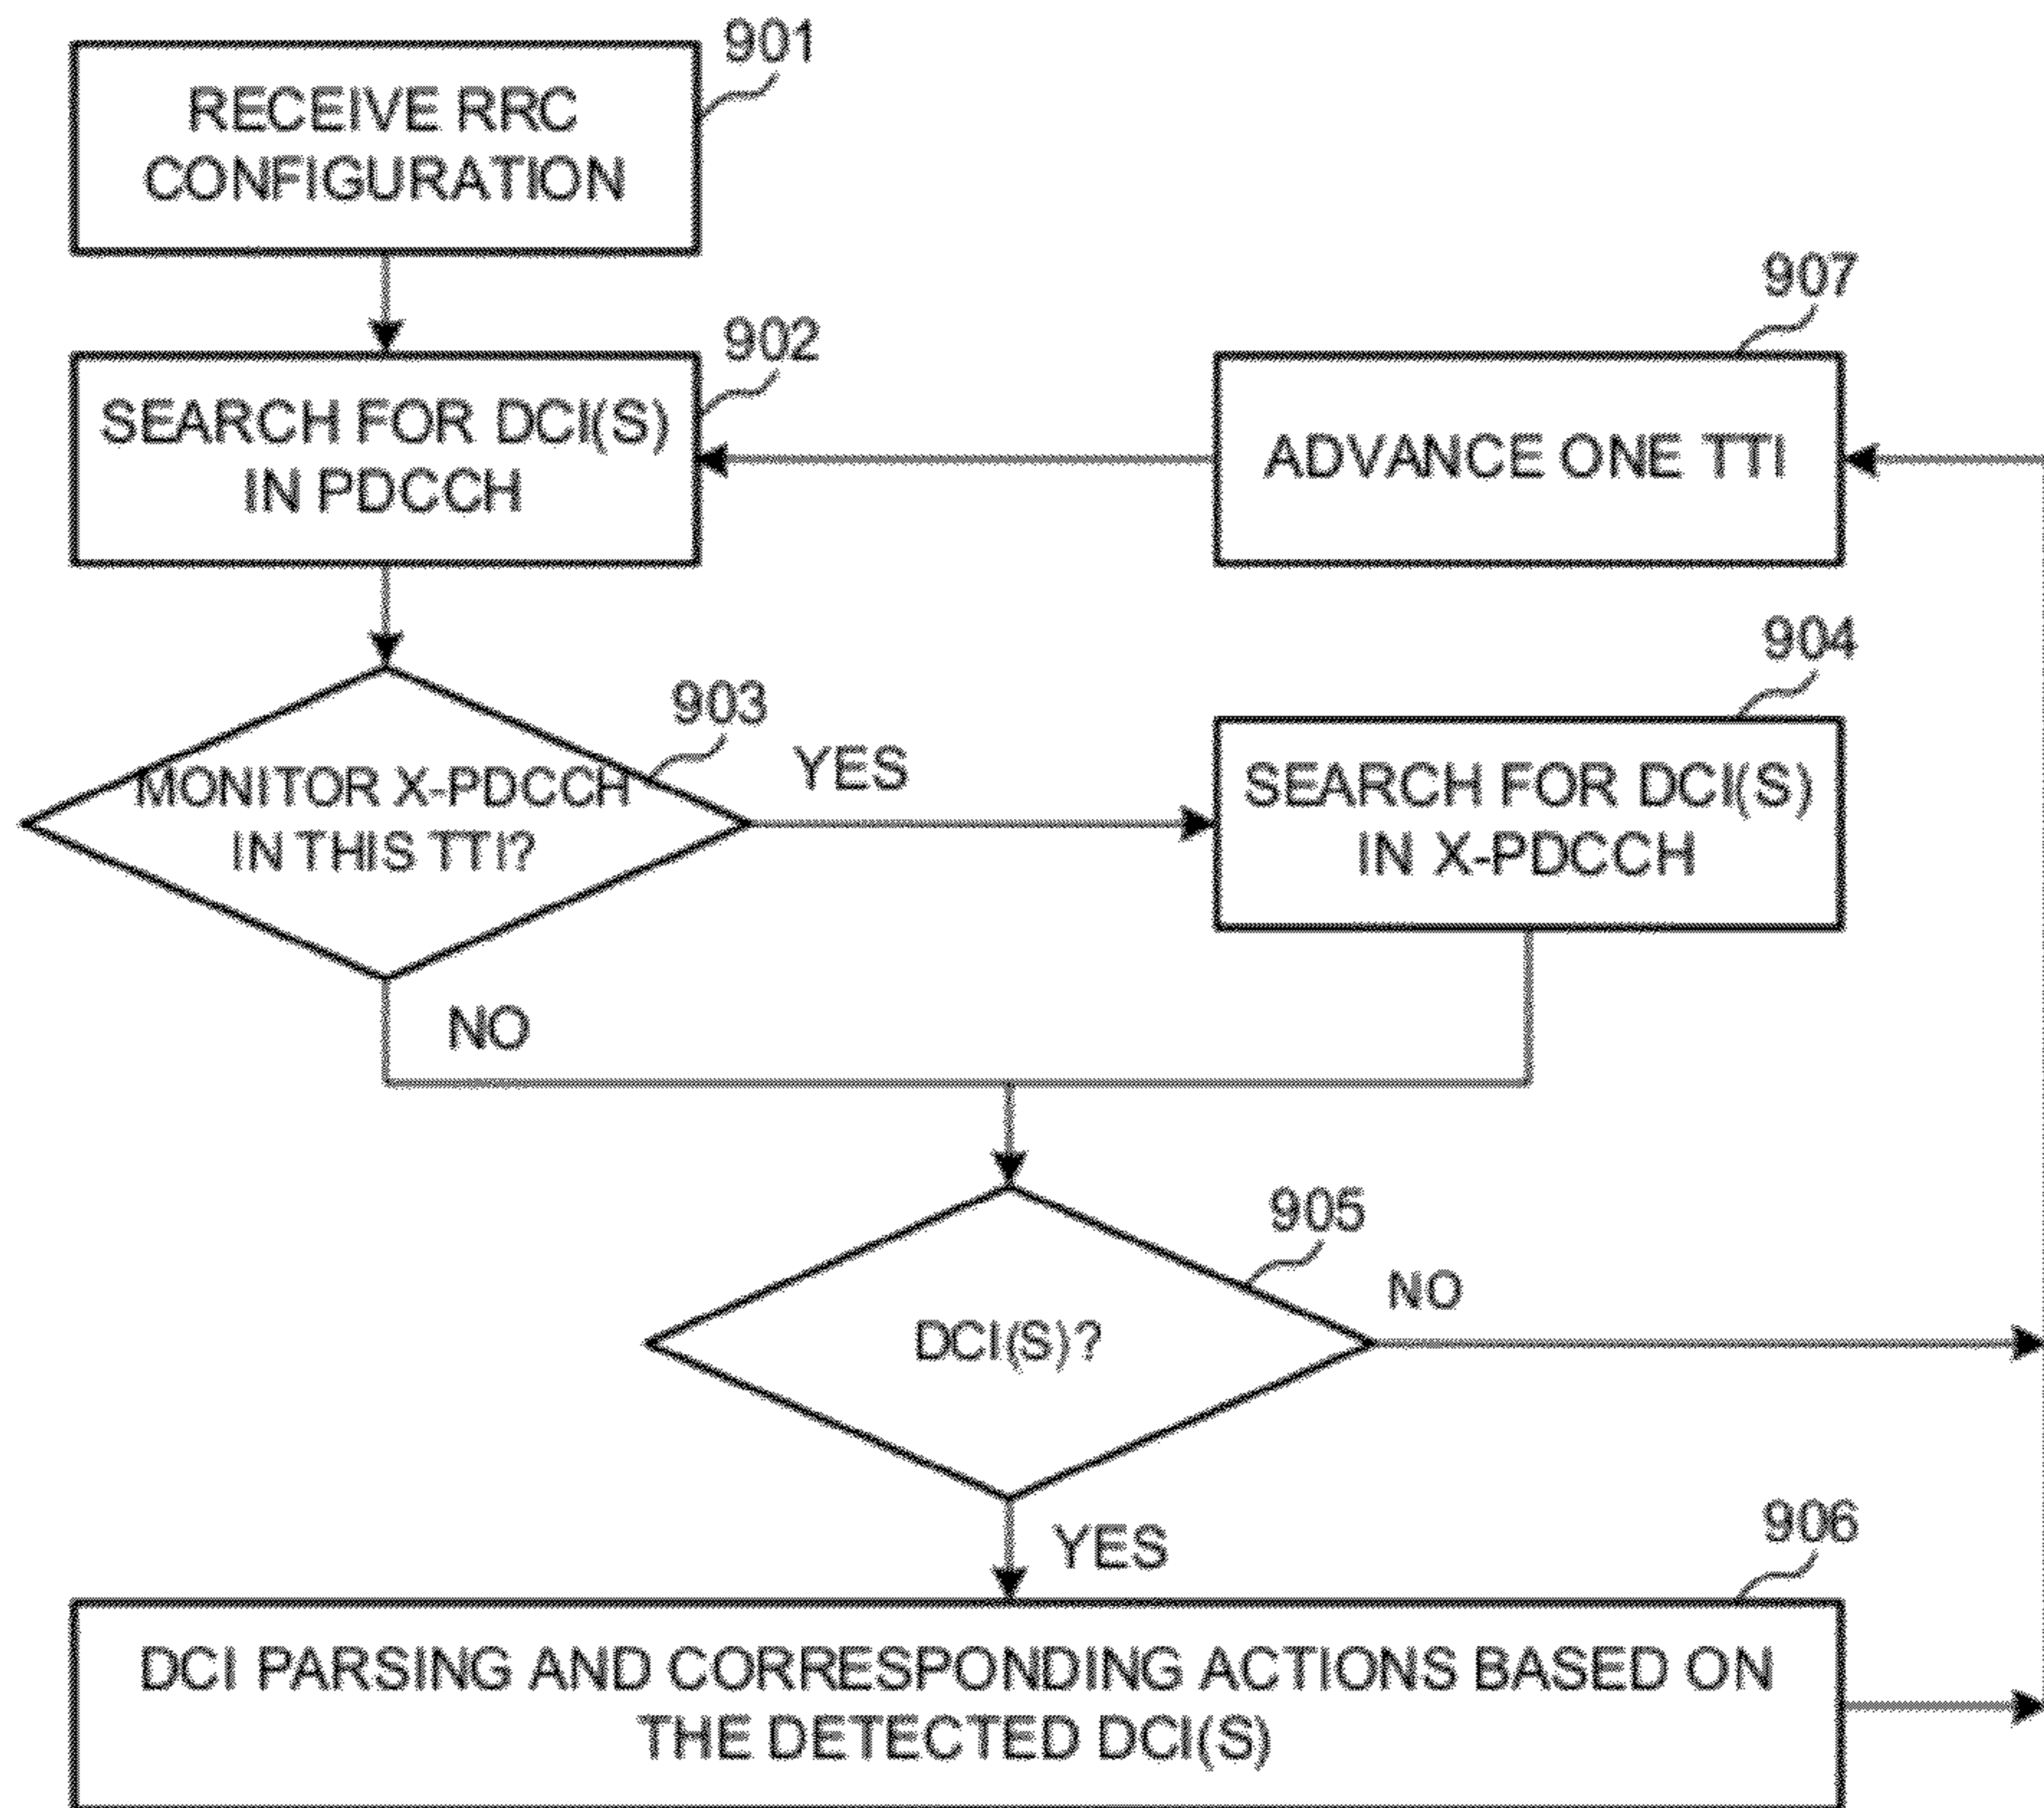 901
RECEIVE RRC
CONFIGURATION
907
902
SEARCH FOR DCI(S)
IN PDCCH
ADVANCE ONE TTI
904
903
MONITOR X-PDCCH
IN THIS TTI?
YES
SEARCH FOR DCI(S)
IN X-PDCCH
NO
905
DCI(S)?
NO
YES
906
DCI PARSING AND CORRESPONDING ACTIONS BASED ON
THE DETECTED DCI(S)